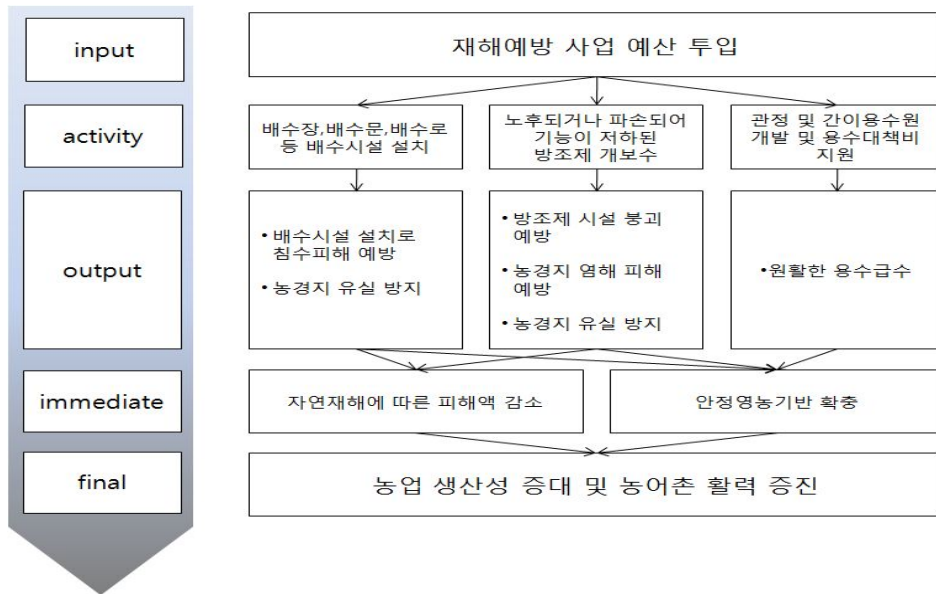 input
재해예방 사업 예산 투입
activity
배수장,배수문,배수로
등 배수시설 설치
노후되거나 파손되어
기능이 저하된
방조제 개보수
관정 및 간이용수원
개발 및 용수대책비
지원
output
• 배수시설 설치로
침수피해 예방
• 농경지 유실 방지
• 방조제 시설 붕괴
예방
• 농경지 염해 피해
예방
• 농경지 유실 방지
•원활한 용수급수
immediate
자연재해에 따른 피해액 감소
안정영농기반 확충
final
농업 생산성 증대 및 농어촌 활력 증진